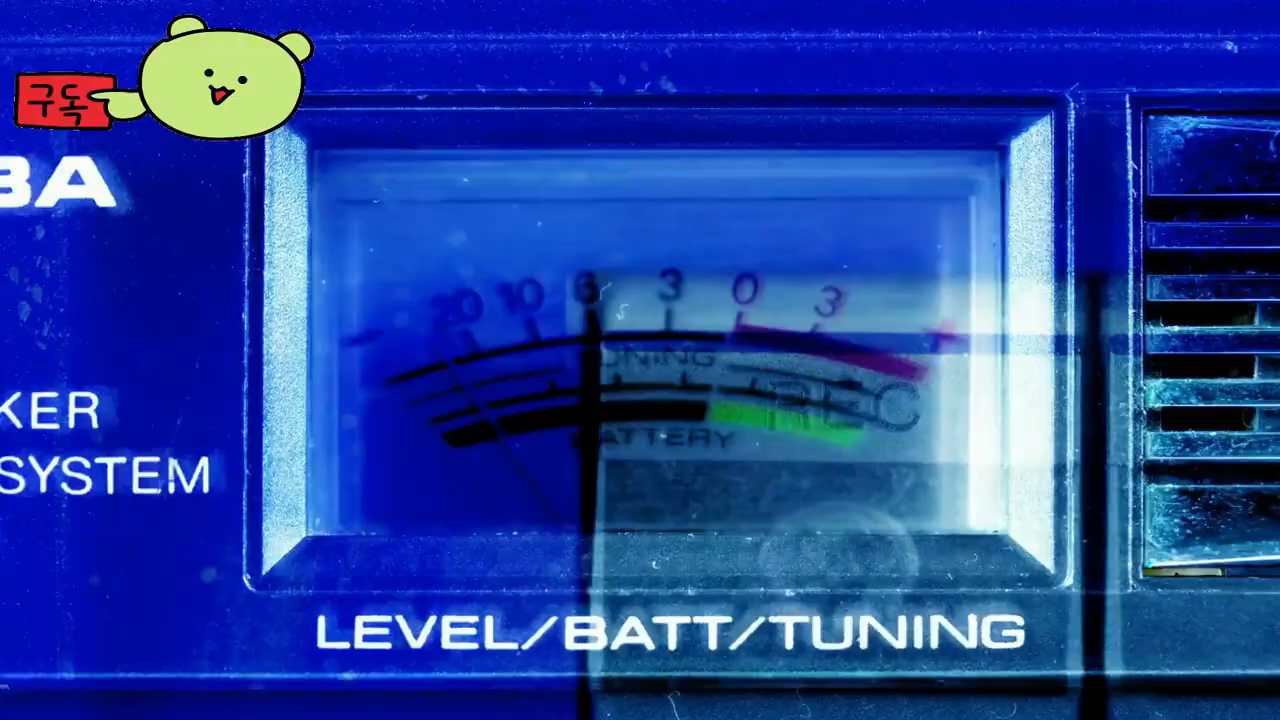 구독
BA
KER
SYSTEM
20 10 6 3 0 3 +
TUNING
REC
BATTERY
LEVEL/BATT/TUNING